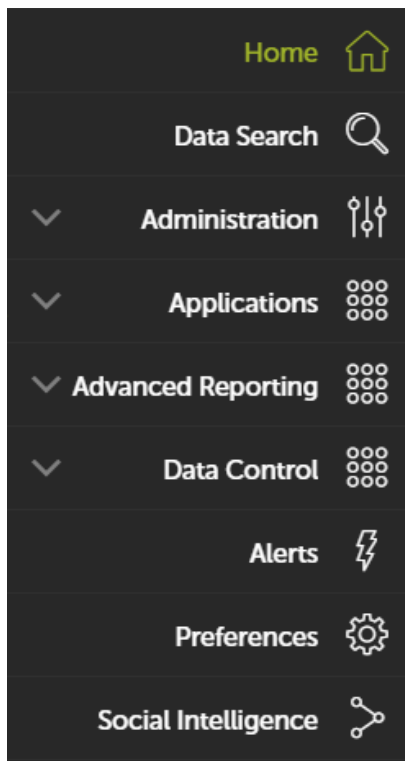 Home
Data Search
Administration
Applications
Advanced Reporting
Data Control
Alerts
Preferences
Social Intelligence